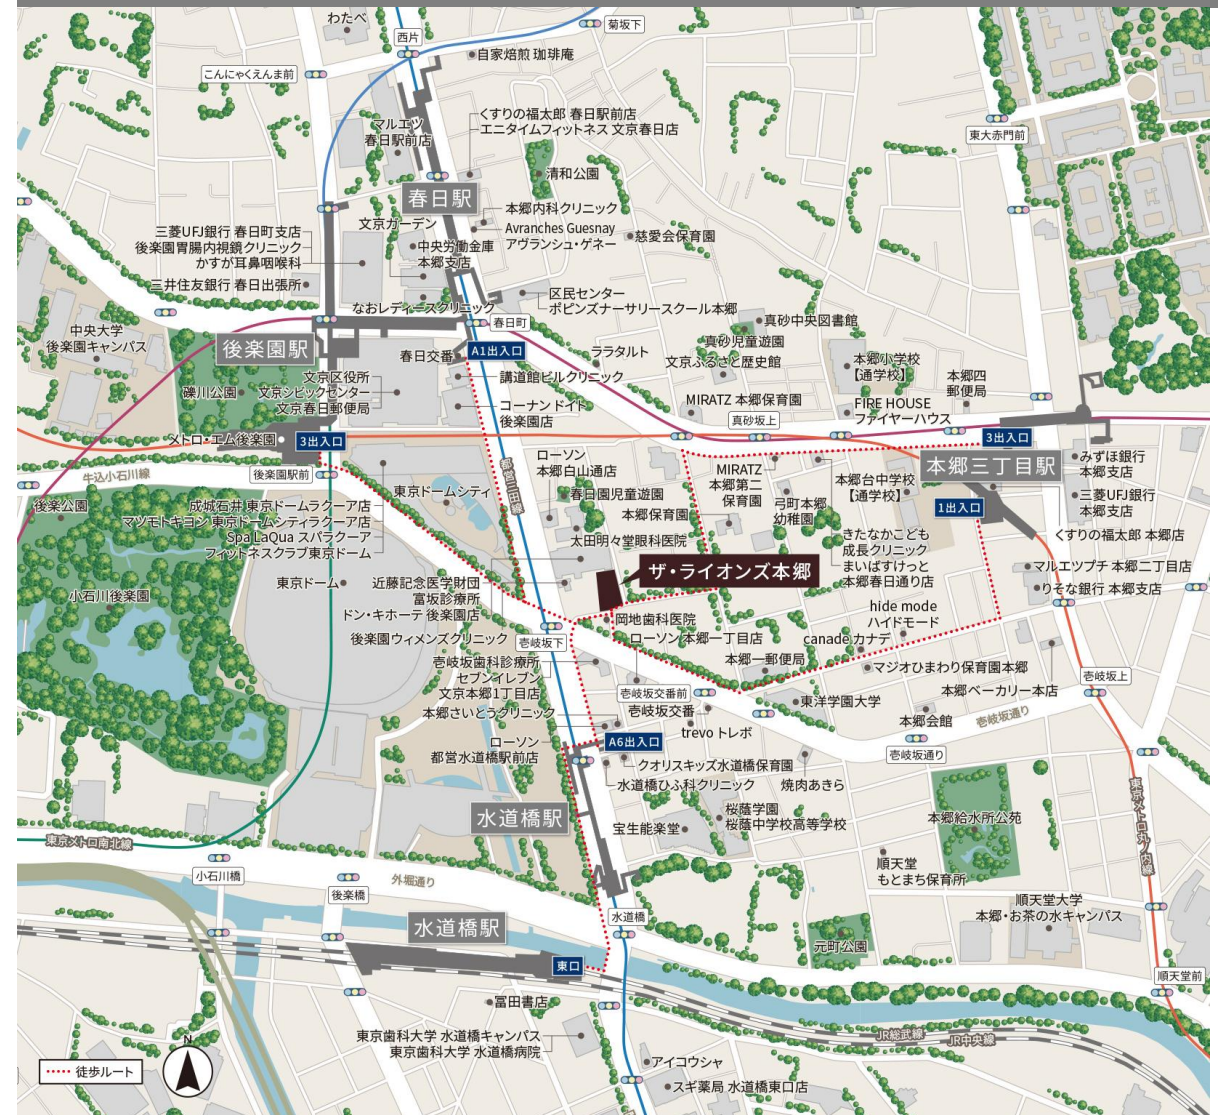 わたべ
菊坂下
西片
自家焙煎 珈琲庵
こんにゃくえんま前
くすりの福太郎 春日駅前店
エニタイムフィットネス 文京春日店
マルエツ
春日駅前店
東大赤門前
清和公園
春日駅
本郷内科クリニック
文京ガーデン
Avranches Guesnay
アヴランシュ・ゲネー
慈愛会保育園
三菱UFJ銀行 春日町支店
後楽園胃腸内視鏡クリニック
かすが耳鼻咽喉科
中央労働金庫
本郷支店
三井住友銀行 春日出張所
区民センター
ポピンズナーサリースクール本郷
なおレディースクリニック
春日町
真砂中央図書館
中央大学
後楽園キャンパス
後楽園駅
春日交番
A1出入口
ララタルト
真砂児童遊園
文京ふるさと歴史館
本郷小学校
【通学校】
本郷四
郵便局
講道館ビルクリニック
文京区役所
文京シビックセンター
文京春日郵便局
礫川公園
コーナンドイト
後楽園店
MIRATZ 本郷保育園
FIRE HOUSE
ファイヤーハウス
真砂坂上
メトロ・エム後楽園
3出入口
3出入口
後楽園駅前
牛込小石川線
都営三田線
ローソン
本郷白山通店
MIRATZ
本郷第二
保育園
本郷台中学校
【通学校】
本郷三丁目駅
みずほ銀行
本郷支店
後楽公園
成城石井 東京ドームラクーア店
マツモトキヨシ 東京ドームシティラクーア店
Spa LaQua スパラクーア
フィットネスクラブ東京ドーム
東京ドームシティ
春日園児童遊園
本郷保育園
弓町本郷
幼稚園
1出入口
三菱UFJ銀行
本郷支店
太田明々堂眼科医院
きたなかこども
成長クリニック
まいばすけっと
本郷春日通り店
くすりの福太郎 本郷店
ザ・ライオンズ本郷
マルエツプチ 本郷二丁目店
りそな銀行 本郷支店
東京ドーム
小石川後楽園
近藤記念医学財団
富坂診療所
ドン・キホーテ 後楽園店
岡地歯科医院
hide mode
ハイドモード
後楽園ウィメンズクリニック
壱岐坂下
ローソン 本郷一丁目店
canade カナデ
壱岐坂歯科診療所
セブンイレブン
文京本郷1丁目店
本郷一郵便局
マジオひまわり保育園本郷
壱岐坂上
壱岐坂交番前
東洋学園大学
本郷ベーカリー本店
本郷さいとうクリニック
壱岐坂交番
本郷会館
壱岐坂通り
trevo トレボ
ローソン
都営水道橋駅前店
A6出入口
壱岐坂通り
クオリスキッズ水道橋保育園
水道橋ひふ科クリニック
焼肉あきら
東京メトロ丸ノ内線
水道橋駅
宝生能楽堂
桜蔭学園
桜蔭中学校高等学校
本郷給水所公苑
東京メトロ南北線
順天堂
もとまち保育所
小石川橋
外堀通り
後楽橋
順天堂大学
本郷・お茶の水キャンパス
水道橋駅
水道橋
元町公園
東口
順天堂前
冨田書店
東京歯科大学 水道橋キャンパス
東京歯科大学 水道橋病院
JR総武線
JR中央線
アイコウシャ
スギ薬局 水道橋東口店
N
徒歩ルート